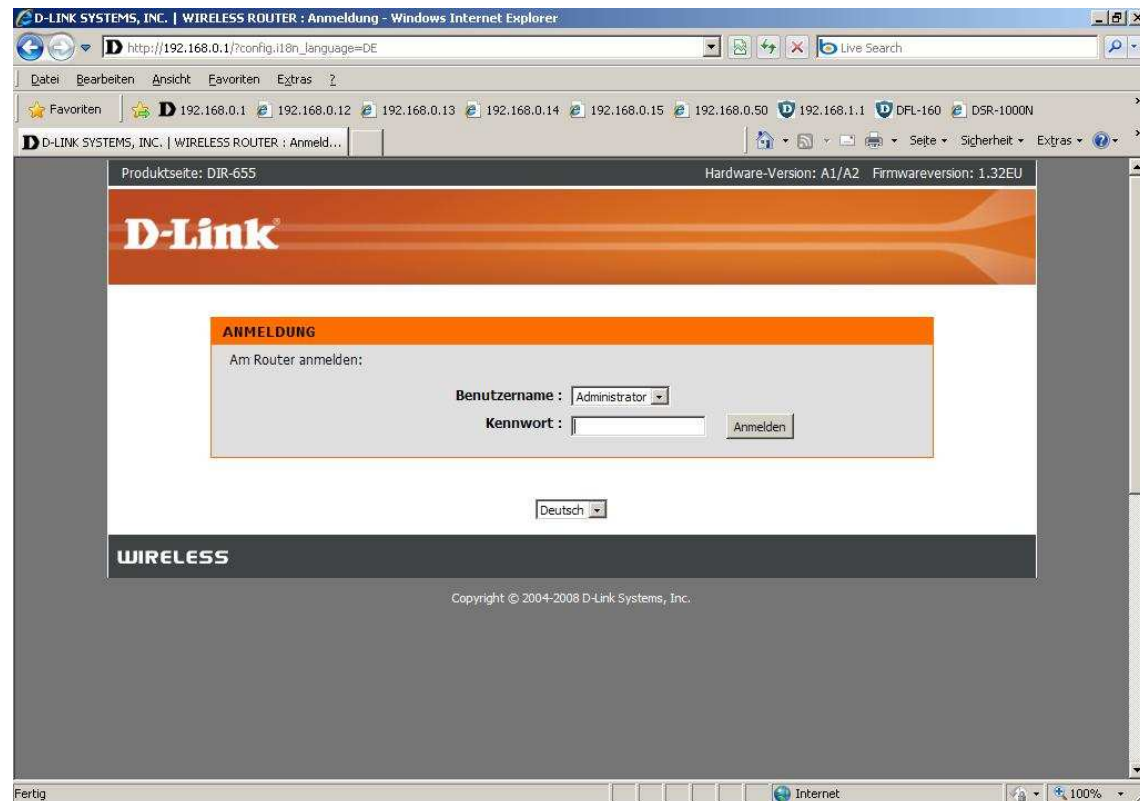 D-LINK SYSTEMS, INC. | WIRELESS ROUTER : Anmeldung - Windows Internet Explorer
http://192.168.0.1/?config.i18n_language=DE
Live Search
Datei Bearbeiten Ansicht Favoriten Extras ?
Favoriten 192.168.0.1 192.168.0.12 192.168.0.13 192.168.0.14 192.168.0.15 192.168.0.50 192.168.1.1 DFL-160 DSR-1000N
D-LINK SYSTEMS, INC. | WIRELESS ROUTER : Anmeld... Seite Sicherheit Extras
Produktseite: DIR-655 Hardware-Version: A1/A2 Firmwareversion: 1.32EU
D-Link
ANMELDUNG
Am Router anmelden:
Benutzername : Administrator
Kennwort : Anmelden
Deutsch
WIRELESS
Copyright © 2004-2008 D-Link Systems, Inc.
Fertig Internet 100%